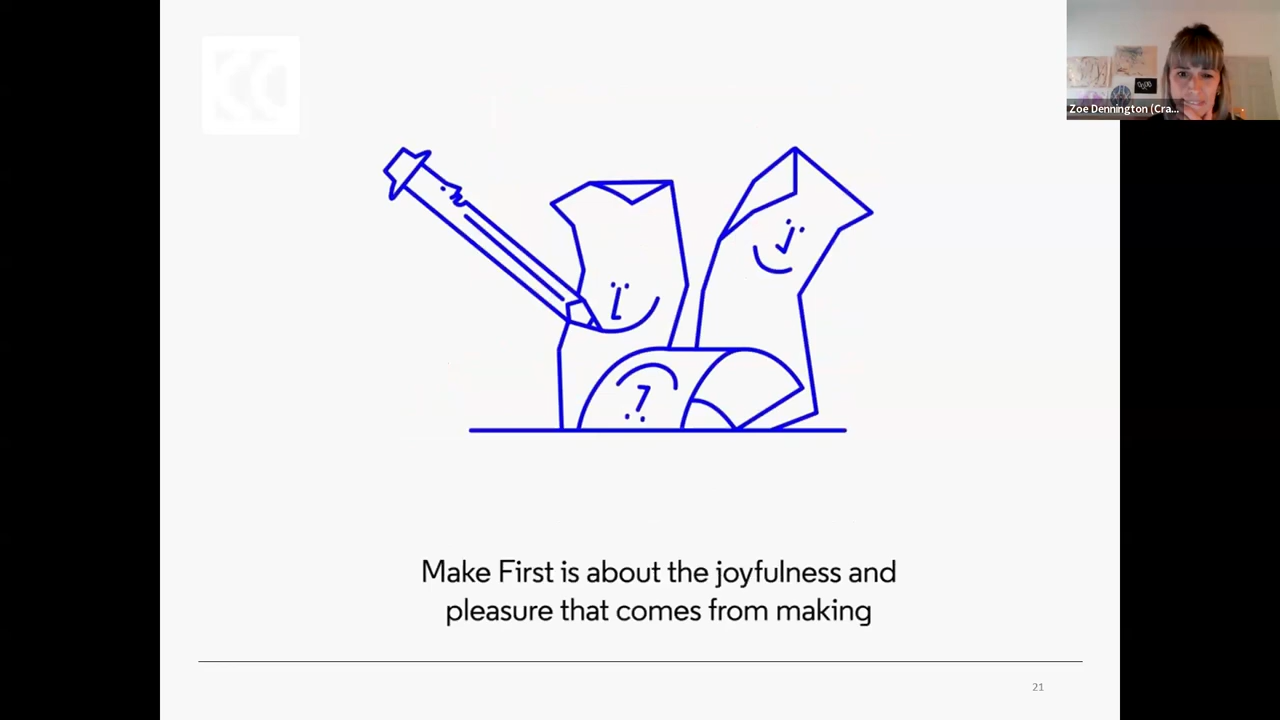 Zoe Dennington (Cra...
Make First is about the joyfulness and
pleasure that comes from making
21